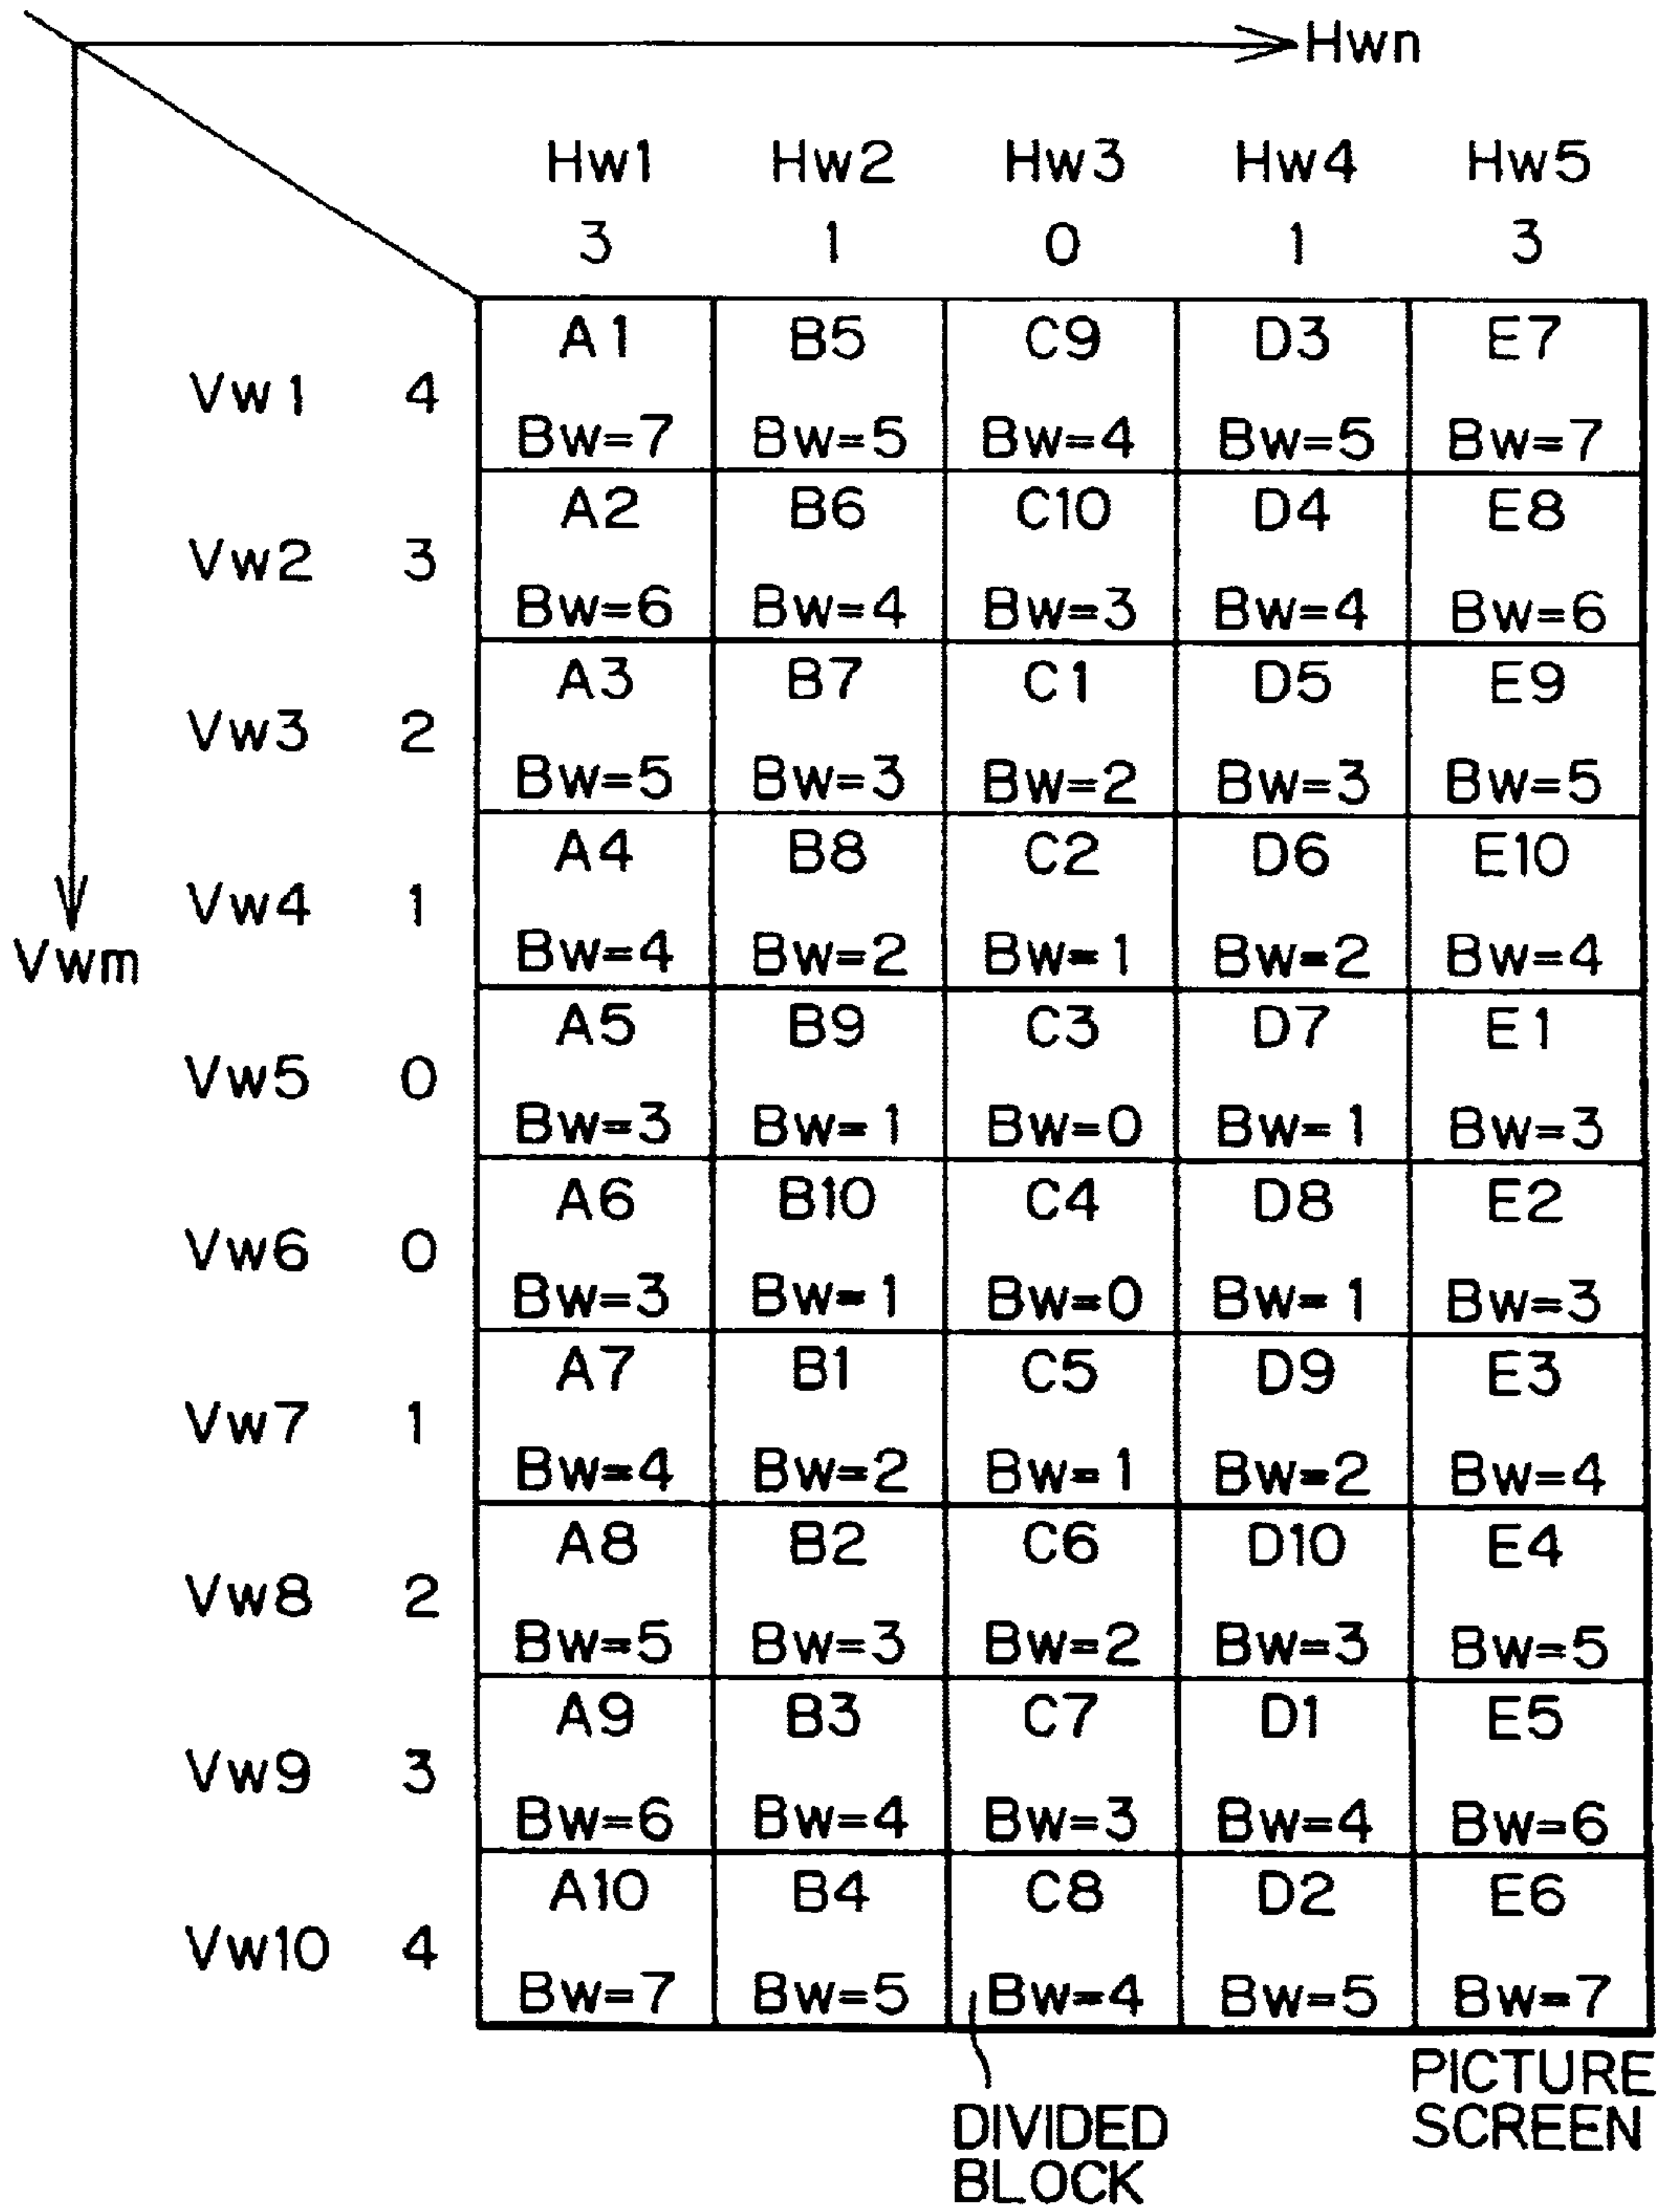 Hwn
Hw1 Hw2 Hw3 Hw4 Hw5
3 1 0 1 3
A1 B5 C9 D3 E7
Vw1 4
Bw=7 Bw=5 Bw=4 Bw=5 Bw=7
A2 B6 C10 D4 E8
Vw2 3
Bw=6 Bw=4 Bw=3 Bw=4 Bw=6
A3 B7 C1 D5 E9
Vw3 2
Bw=5 Bw=3 Bw=2 Bw=3 Bw=5
A4 B8 C2 D6 E10
Vw4 1
Bw=4 Bw=2 Bw=1 Bw=2 Bw=4
Vwm
A5 B9 C3 D7 E1
Vw5 0
Bw=3 Bw=1 Bw=0 Bw=1 Bw=3
A6 B10 C4 D8 E2
Vw6 0
Bw=3 Bw=1 Bw=0 Bw=1 Bw=3
A7 B1 C5 D9 E3
Vw7 1
Bw=4 Bw=2 Bw=1 Bw=2 Bw=4
A8 B2 C6 D10 E4
Vw8 2
Bw=5 Bw=3 Bw=2 Bw=3 Bw=5
A9 B3 C7 D1 E5
Vw9 3
Bw=6 Bw=4 Bw=3 Bw=4 Bw=6
A10 B4 C8 D2 E6
Vw10 4
Bw=7 Bw=5 Bw=4 Bw=5 Bw=7
PICTURE
SCREEN
DIVIDED
BLOCK